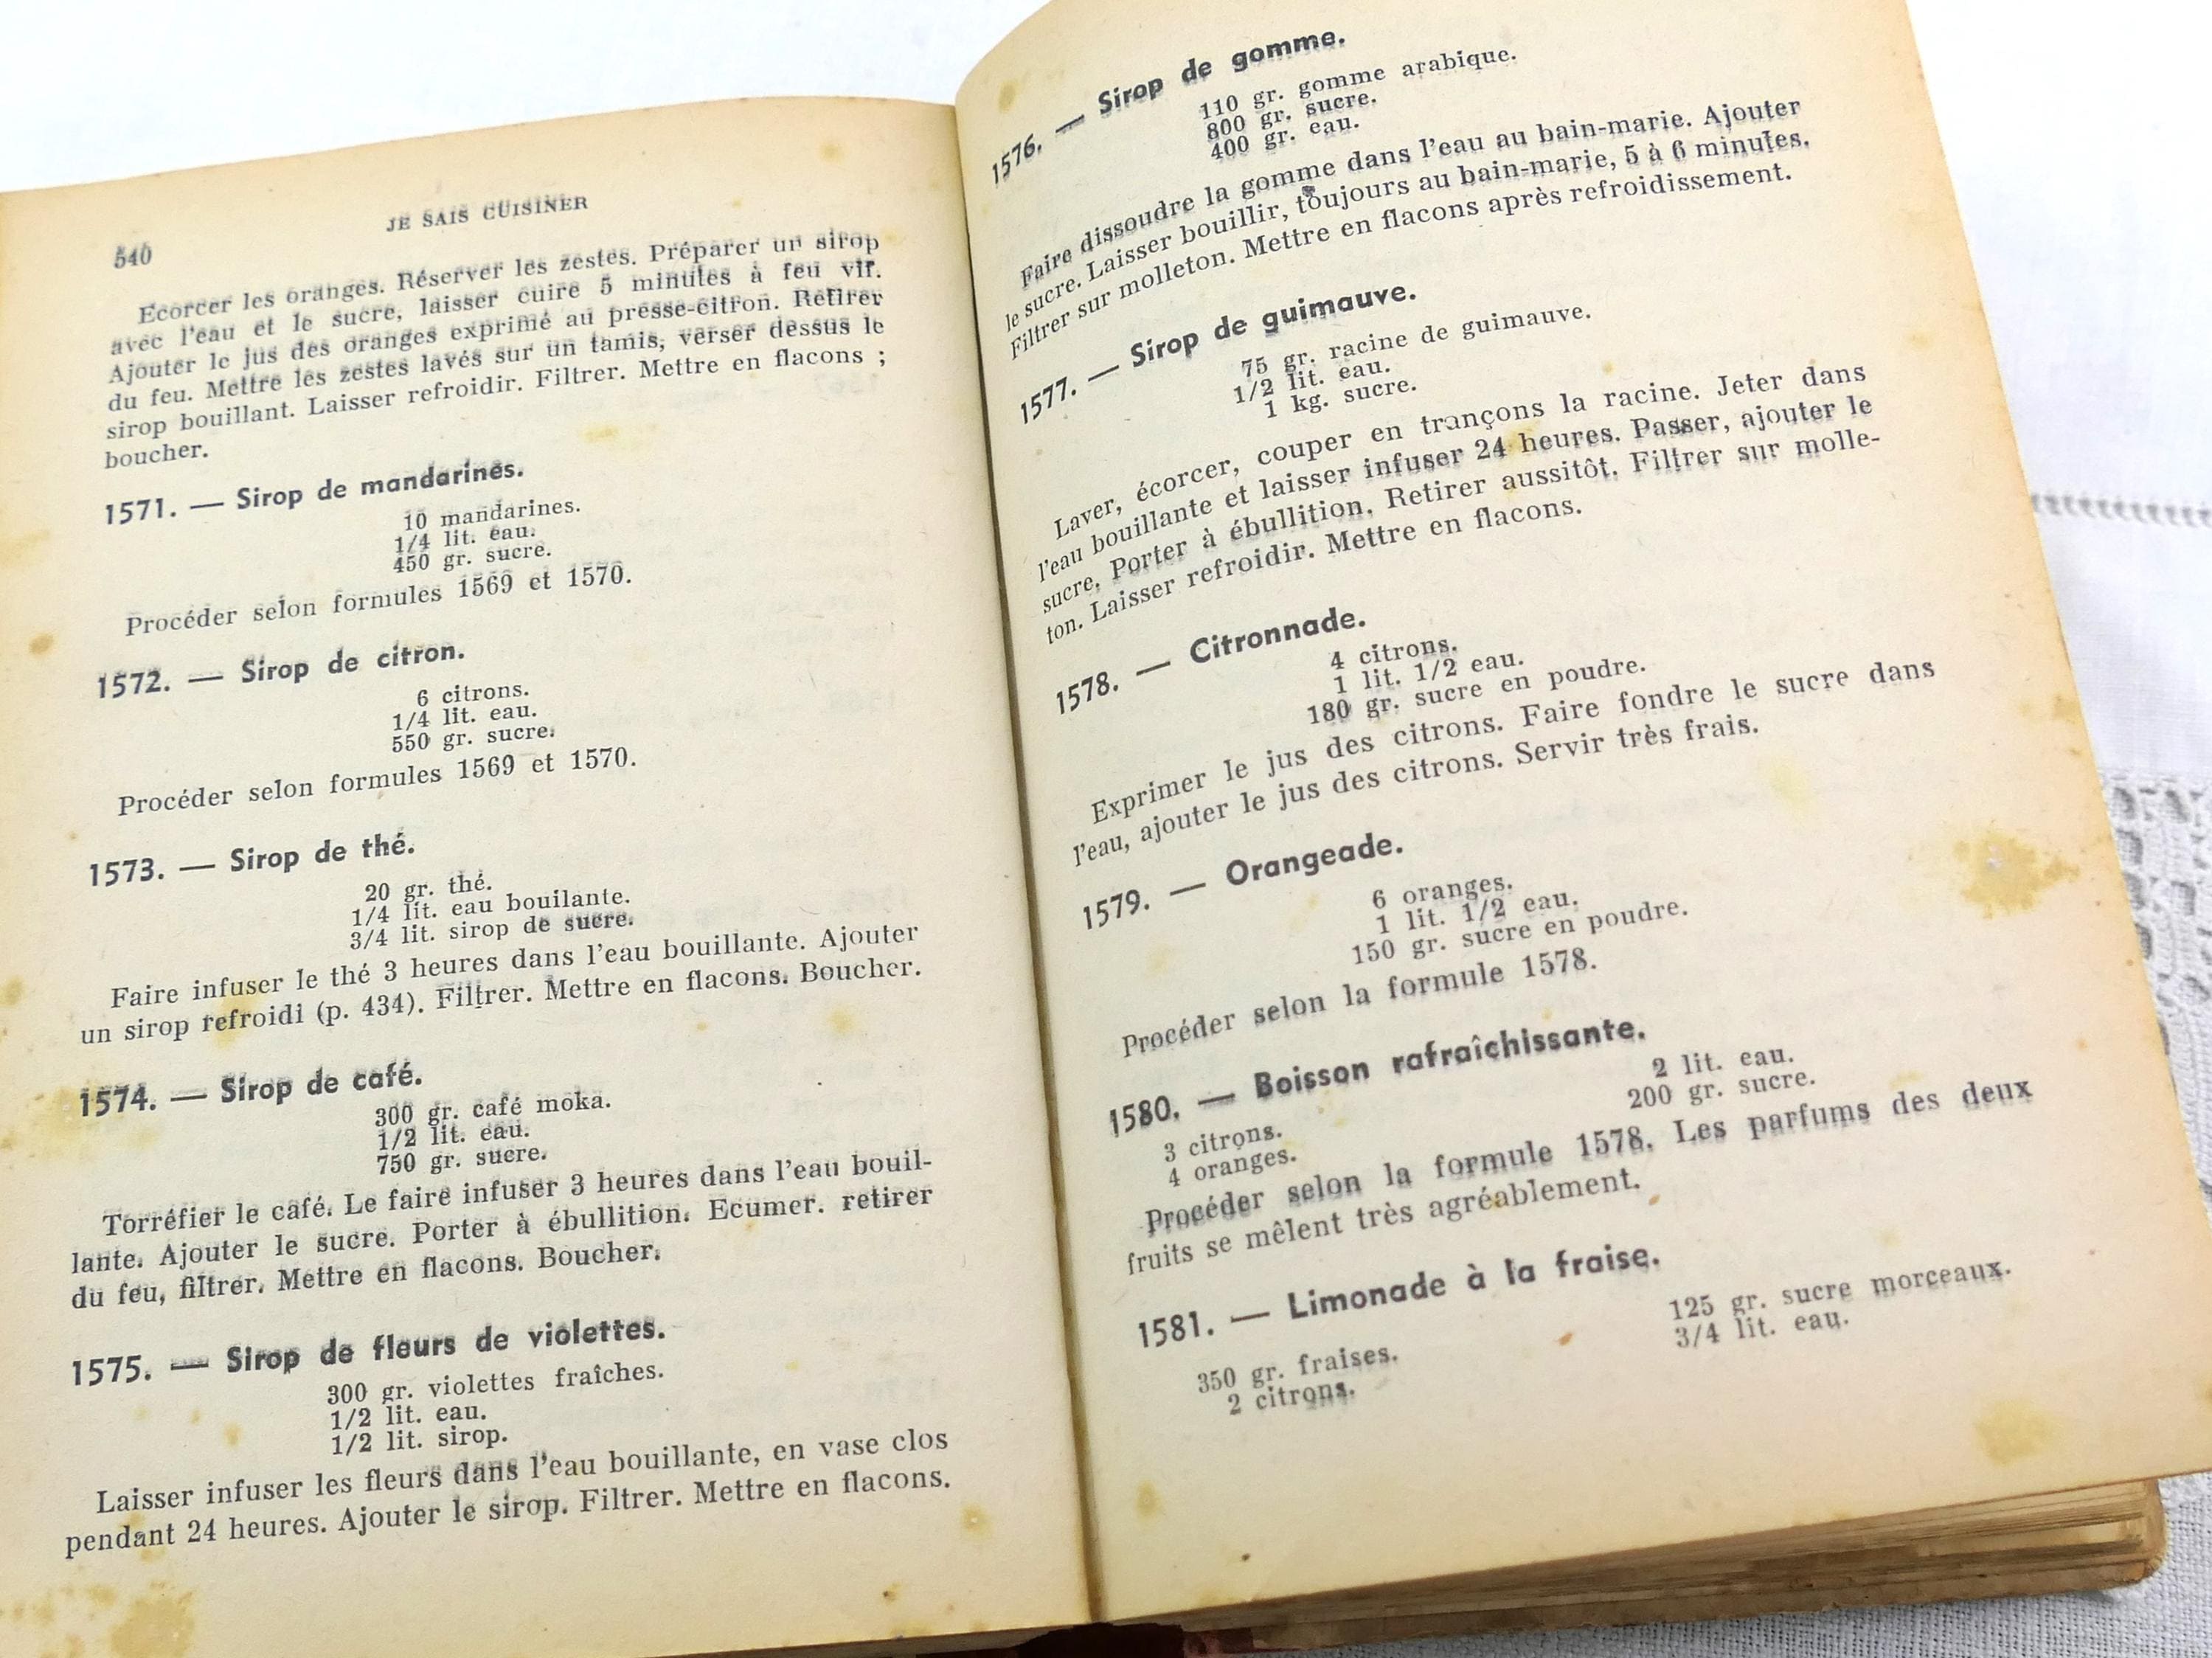 540
JE SAIS CUISINER
Ecorcer les oranges. Réserver les zestes. Préparer un sirop
avec l'eau et le sucre, laisser cuire 5 minutes à feu vif.
Ajouter le jus des oranges exprimé au presse-citron. Retirer
du feu. Mettre les zestes lavés sur un tamis, verser dessus le
sirop bouillant. Laisser refroidir. Filtrer. Mettre en flacons ;
boucher.
1571. — Sirop de mandarines.
10 mandarines.
1/4 lit. eau.
450 gr. sucre.
Procéder selon formules 1569 et 1570.
1572. — Sirop de citron.
6 citrons.
1/4 lit. eau.
550 gr. sucre.
Procéder selon formules 1569 et 1570.
1573. — Sirop de thé.
20 gr. thé.
1/4 lit. eau bouilante.
3/4 lit. sirop de sucre.
Faire infuser le thé 3 heures dans l'eau bouillante. Ajouter
un sirop refroidi (p. 434). Filtrer. Mettre en flacons. Boucher.
1574. — Sirop de café.
300 gr. café moka.
1/2 lit. eau.
750 gr. sucre.
Torréfier le café. Le faire infuser 3 heures dans l'eau bouil-
lante. Ajouter le sucre. Porter à ébullition. Ecumer. retirer
du feu, filtrer. Mettre en flacons. Boucher.
1575. — Sirop de fleurs de violettes.
300 gr. violettes fraîches.
1/2 lit. eau.
1/2 lit. sirop.
Laisser infuser les fleurs dans l'eau bouillante, en vase clos
pendant 24 heures. Ajouter le sirop. Filtrer. Mettre en flacons.
1576. — Sirop de gomme.
110 gr. gomme arabique.
800 gr. sucre.
400 gr. eau.
Faire dissoudre la gomme dans l'eau au bain-marie. Ajouter
le sucre. Laisser bouillir, toujours au bain-marie, 5 à 6 minutes.
Filtrer sur molleton. Mettre en flacons après refroidissement.
1577. — Sirop de guimauve.
75 gr. racine de guimauve.
1/2 lit. eau.
1 kg. sucre.
Laver, écorcer, couper en trançons la racine. Jeter dans
l'eau bouillante et laisser infuser 24 heures. Passer, ajouter le
sucre. Porter à ébullition. Retirer aussitôt. Filtrer sur molle-
ton. Laisser refroidir. Mettre en flacons.
1578. — Citronnade.
4 citrons.
1 lit. 1/2 eau.
180 gr. sucre en poudre.
Exprimer le jus des citrons. Faire fondre le sucre dans
l'eau, ajouter le jus des citrons. Servir très frais.
1579. — Orangeade.
6 oranges.
1 lit. 1/2 eau.
150 gr. sucre en poudre.
Procéder selon la formule 1578.
1580. — Boisson rafraîchissante.
3 citrons.
4 oranges.
2 lit. eau.
200 gr. sucre.
Procéder selon la formule 1578. Les parfums des deux
fruits se mêlent très agréablement.
1581. — Limonade à la fraise.
350 gr. fraises.
2 citrons.
125 gr. sucre morceaux.
3/4 lit. eau.